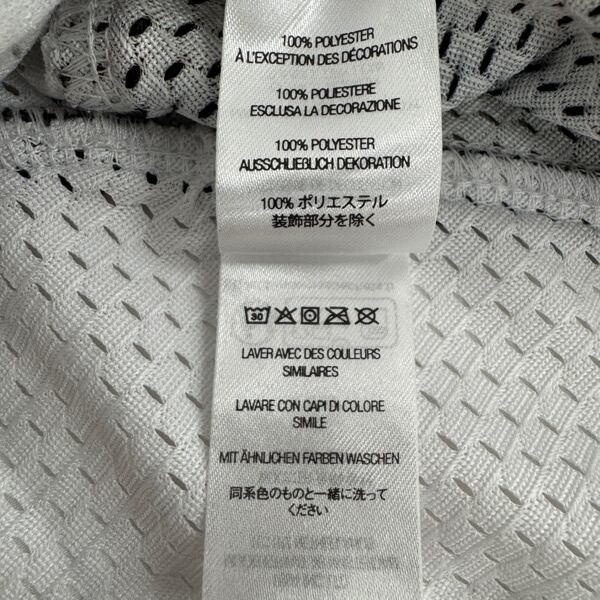 100% POLYESTER
À L'EXCEPTION DES DÉCORATIONS
100% POLIESTERE
ESCLUSA LA DECORAZIONE
100% POLYESTER
AUSSCHLIEẞLICH DEKORATION
100% ポリエステル
装飾部分を除く
30
LAVER AVEC DES COULEURS
SIMILAIRES
LAVARE CON CAPI DI COLORE
SIMILE
MIT ÄHNLICHEN FARBEN WASCHEN
同系色のものと一緒に洗って
ください